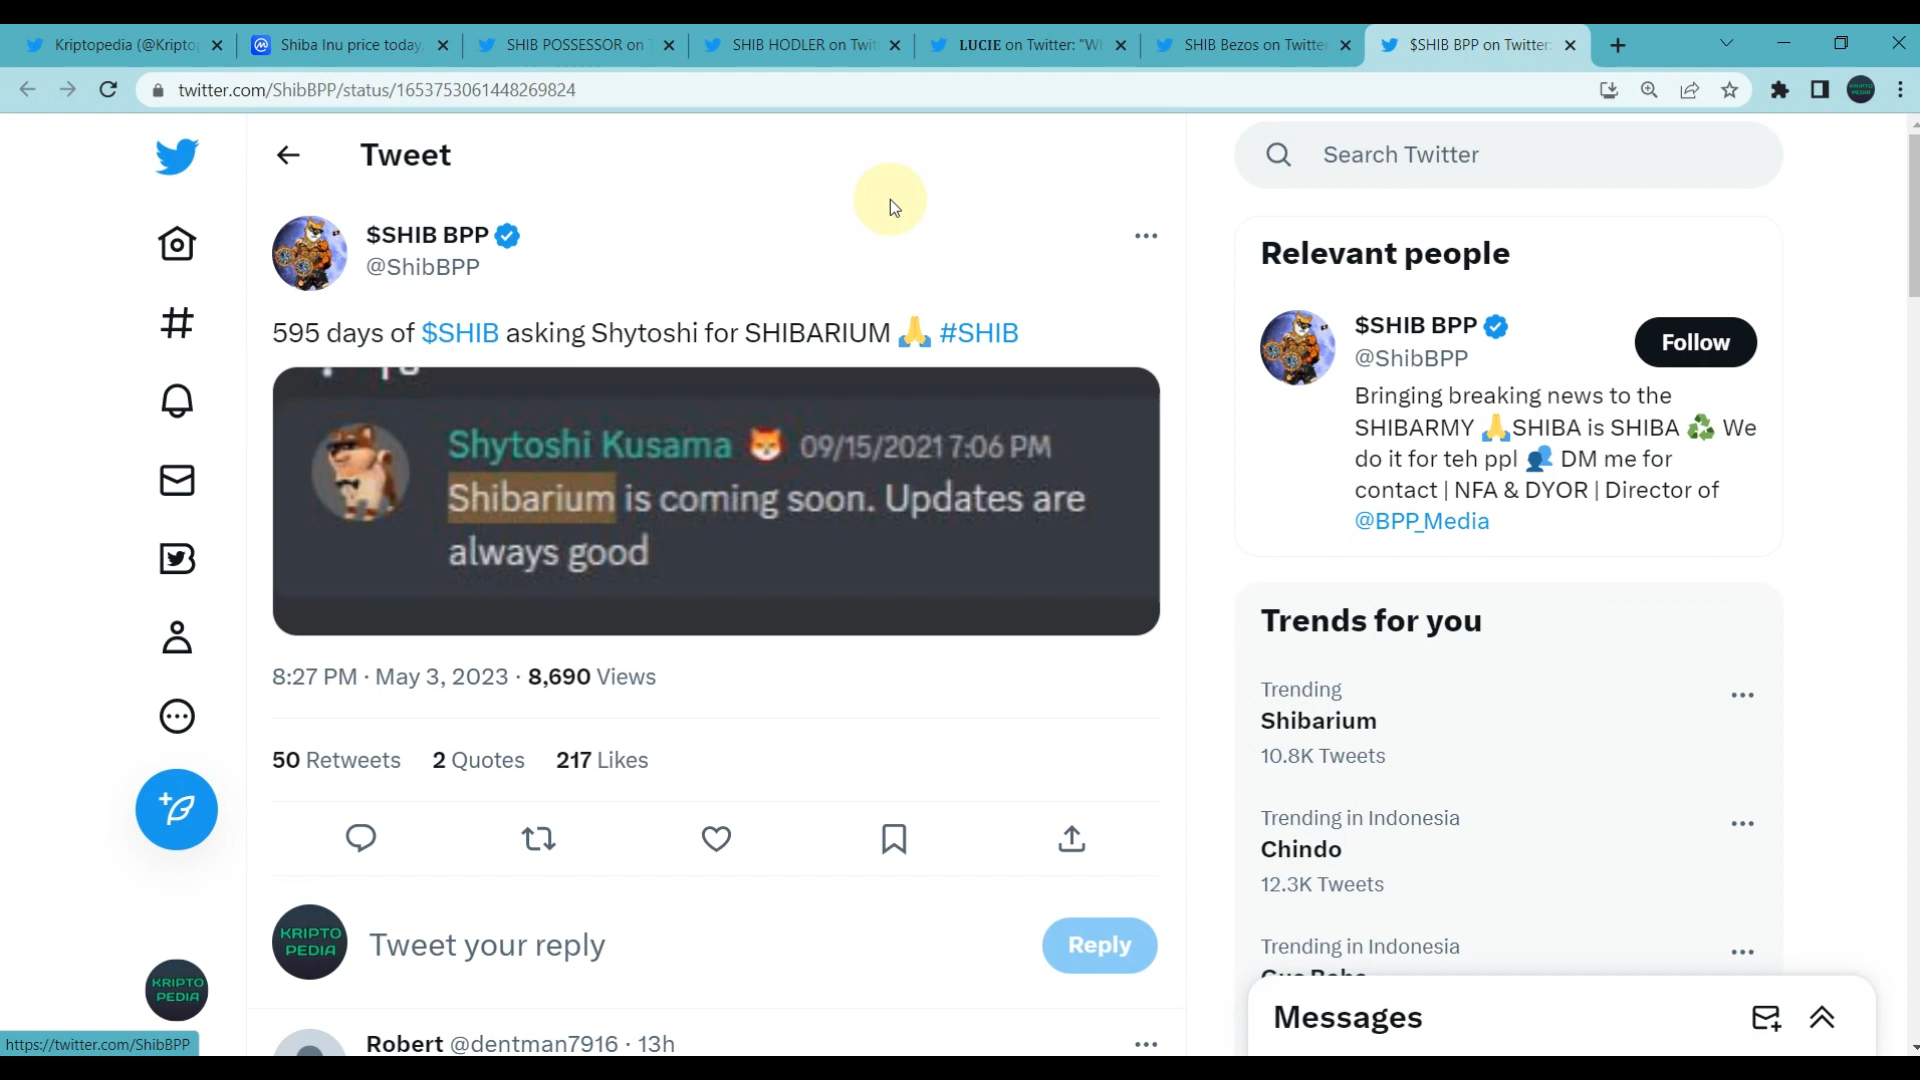 Kriptopedia (@Kripto
Shiba Inu price today,
SHIB POSSESSOR on T
SHIB HODLER on Twit
LUCIE on Twitter: "W
SHIB Bezos on Twitter
$SHIB BPP on Twitter:
twitter.com/ShibBPP/status/1653753061448269824
Tweet
Search Twitter
$SHIB BPP
@ShibBPP
595 days of $SHIB asking Shytoshi for SHIBARIUM 🙏 #SHIB
Shytoshi Kusama 09/15/2021 7:06 PM
Shibarium is coming soon. Updates are
always good
8:27 PM · May 3, 2023 · 8,690 Views
50 Retweets 2 Quotes 217 Likes
KRIPTO
PEDIA
Tweet your reply
Reply
Robert @dentman7916 · 13h
Relevant people
$SHIB BPP
@ShibBPP
Follow
Bringing breaking news to the
SHIBARMY 🙏SHIBA is SHIBA ♻️ We
do it for teh ppl 👥 DM me for
contact | NFA & DYOR | Director of
@BPP_Media
Trends for you
Trending
Shibarium
10.8K Tweets
Trending in Indonesia
Chindo
12.3K Tweets
Trending in Indonesia
Messages
KRIPTO
PEDIA
https://twitter.com/ShibBPP